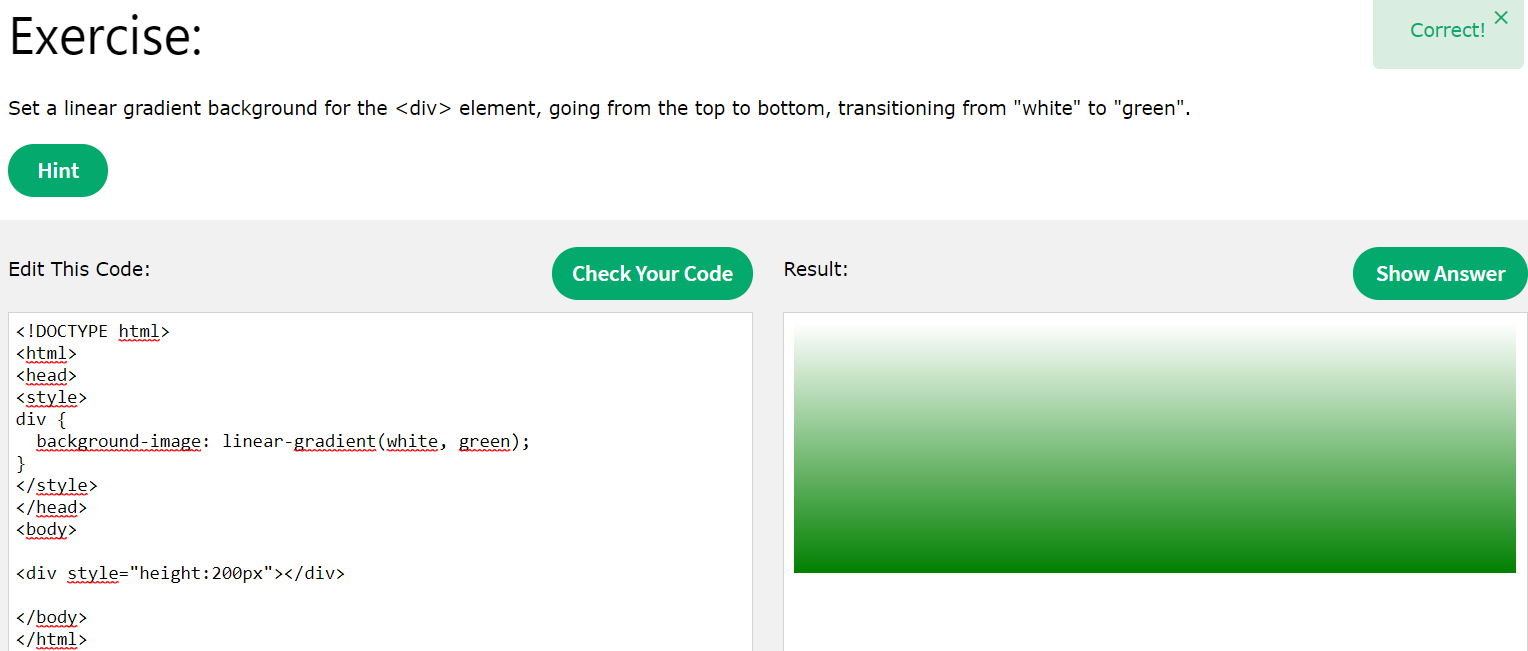 Exercise:
Correct! ×
Set a linear gradient background for the <div> element, going from the top to bottom, transitioning from "white" to "green".
Hint
Edit This Code:
Check Your Code
Result:
Show Answer
<!DOCTYPE html>
<html>
<head>
<style>
div {
  background-image: linear-gradient(white, green);
}
</style>
</head>
<body>

<div style="height:200px"></div>

</body>
</html>